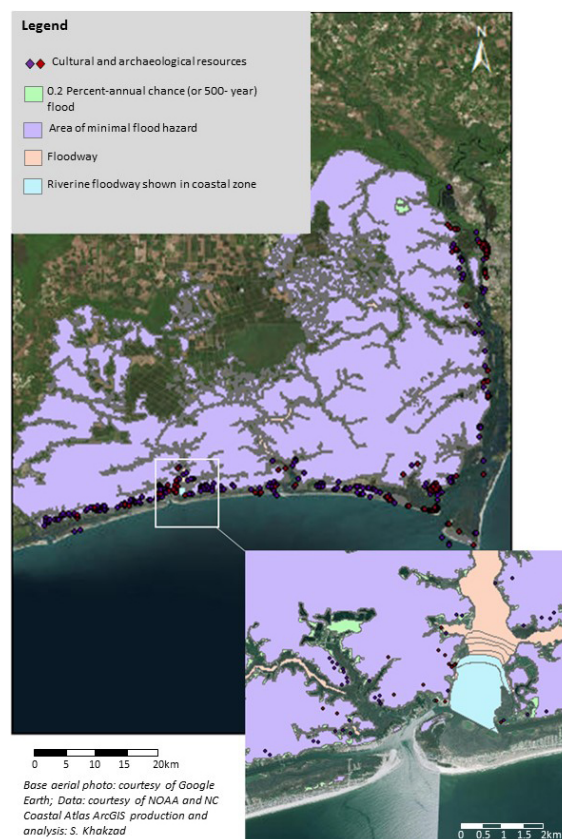 Legend
Cultural and archaeological resources
0.2 Percent-annual chance (or 500- year)
flood
Area of minimal flood hazard
Floodway
Riverine floodway shown in coastal zone
N
0 5 10 15 20km
Base aerial photo: courtesy of Google
Earth; Data: courtesy of NOAA and NC
Coastal Atlas ArcGIS production and
analysis: S. Khakzad
0 0.5 1 1.5 2km